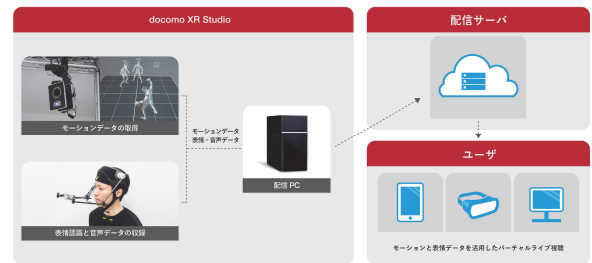 docomo XR Studio
モーションデータの取得
表情認識と音声データの収録
モーションデータ
表情・音声データ
配信 PC
配信サーバ
ユーザ
モーションと表情データを活用したバーチャルライブ視聴